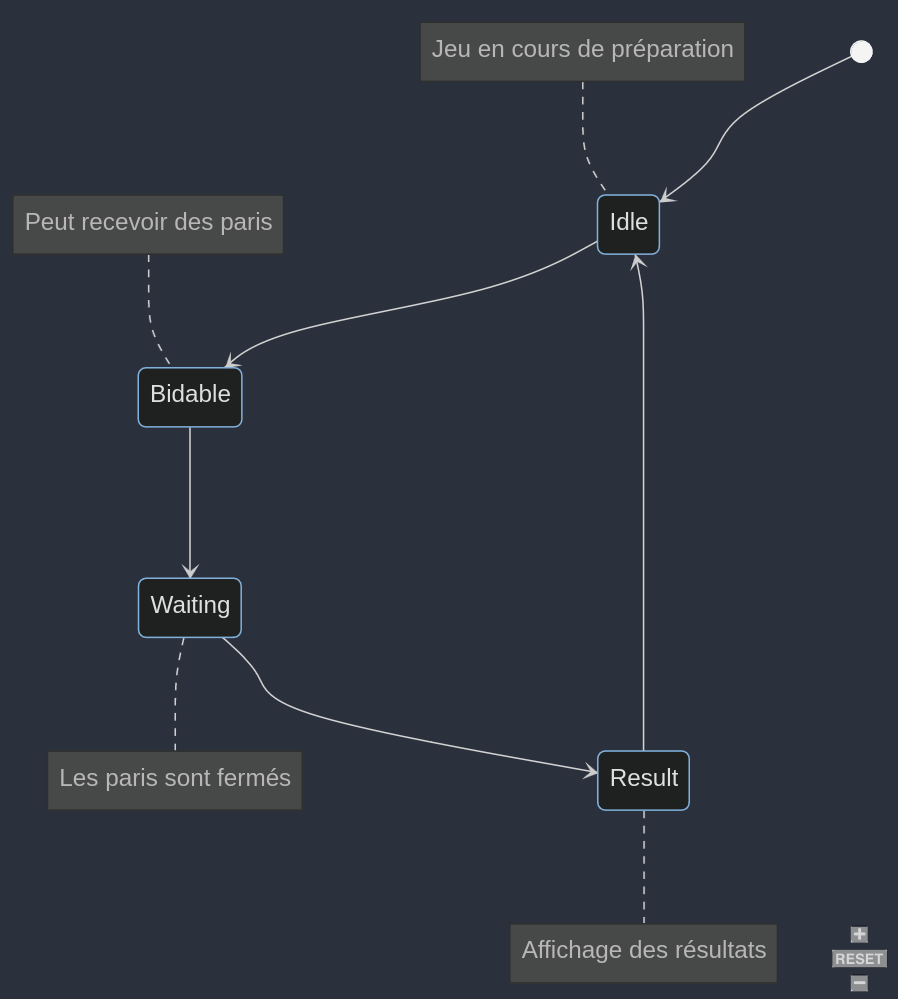 Jeu en cours de préparation
Peut recevoir des paris
Idle
Bidable
Waiting
Les paris sont fermés
Result
Affichage des résultats
+
RESET
−